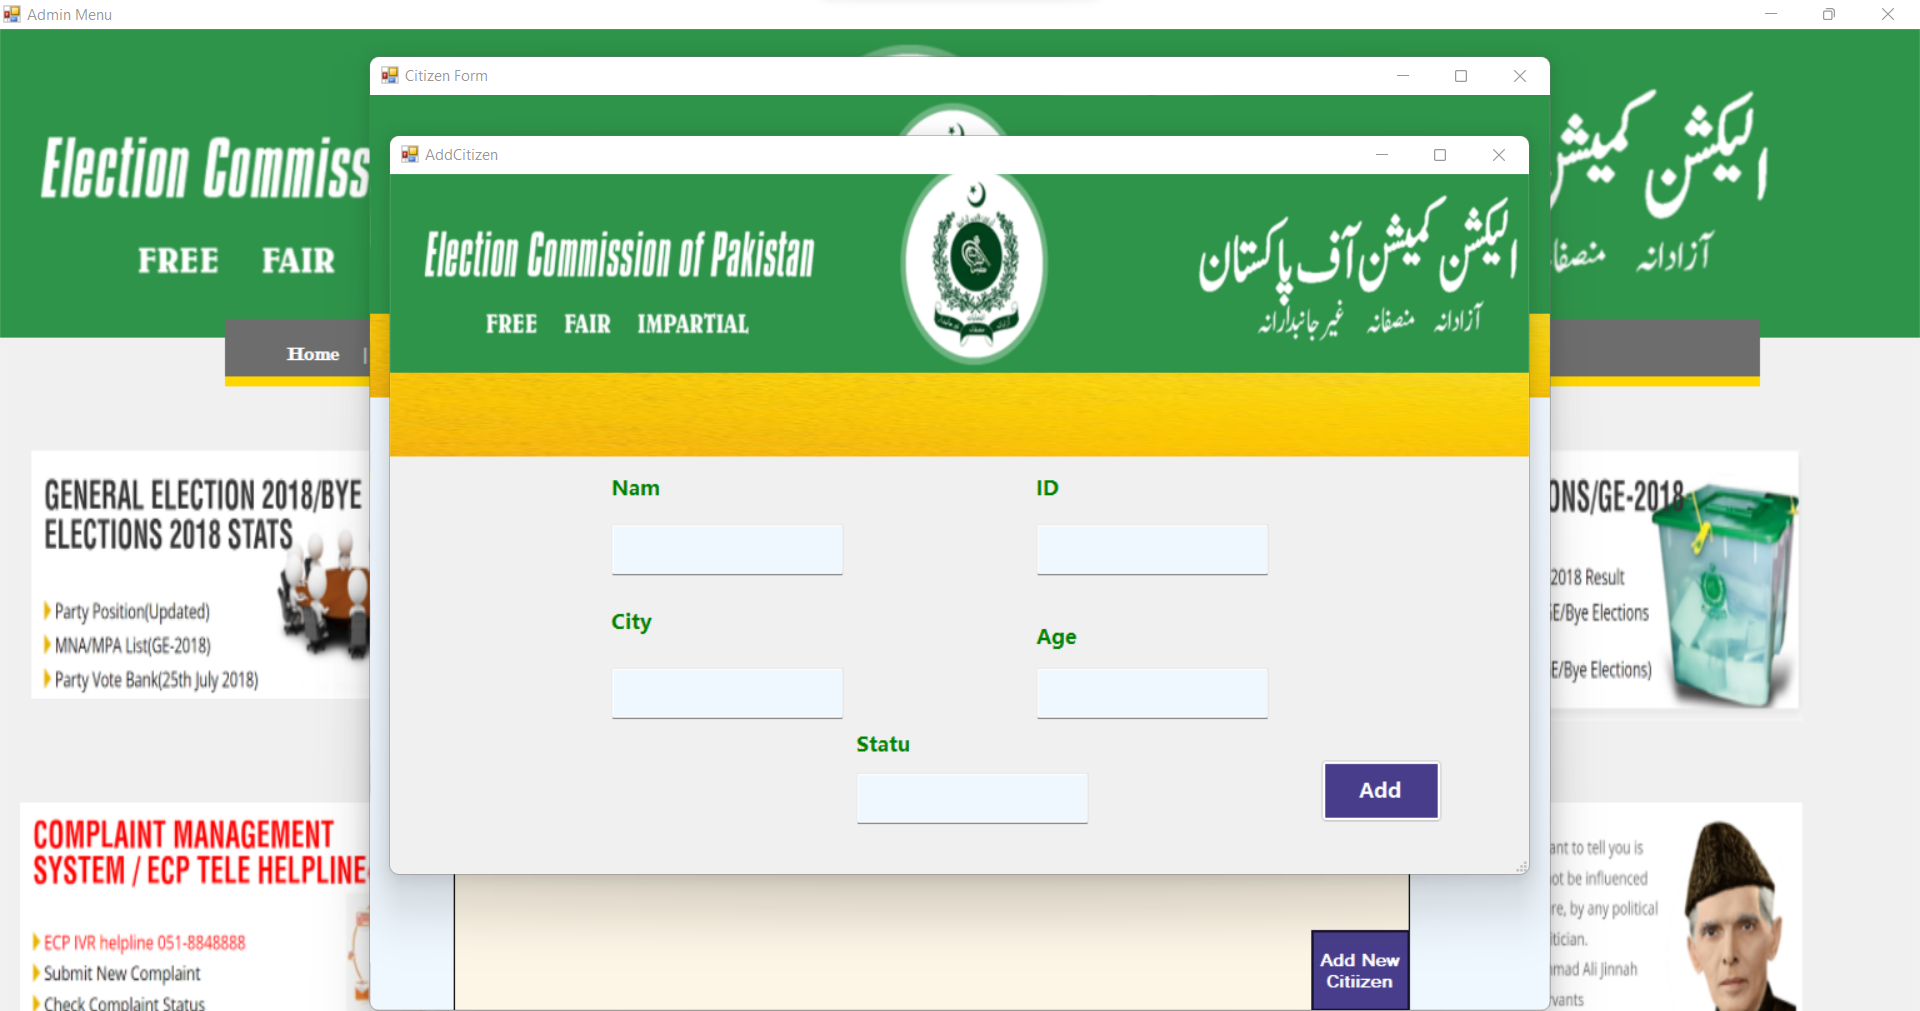 Admin Menu
Citizen Form
AddCitizen
Election Commiss
FREE FAIR
الیکشن کمیش
آزادانہ منصفا
Election Commission of Pakistan
FREE FAIR IMPARTIAL
الیکشن کمیشن آف پاکستان
آزادانہ منصفانہ غیر جانبدارانہ
Home |
GENERAL ELECTION 2018/BYE
ELECTIONS 2018 STATS
Party Position(Updated)
MNA/MPA List(GE-2018)
Party Vote Bank(25th July 2018)
Nam
ID
City
Age
Statu
Add
ONS/GE-2018
2018 Result
E/Bye Elections
E/Bye Elections)
COMPLAINT MANAGEMENT
SYSTEM / ECP TELE HELPLINE
ECP IVR helpline 051-8848888
Submit New Complaint
Check Complaint Status
Add New
Citiizen
ant to tell you is
ot be influenced
re, by any political
itician.
mad Ali Jinnah
vants